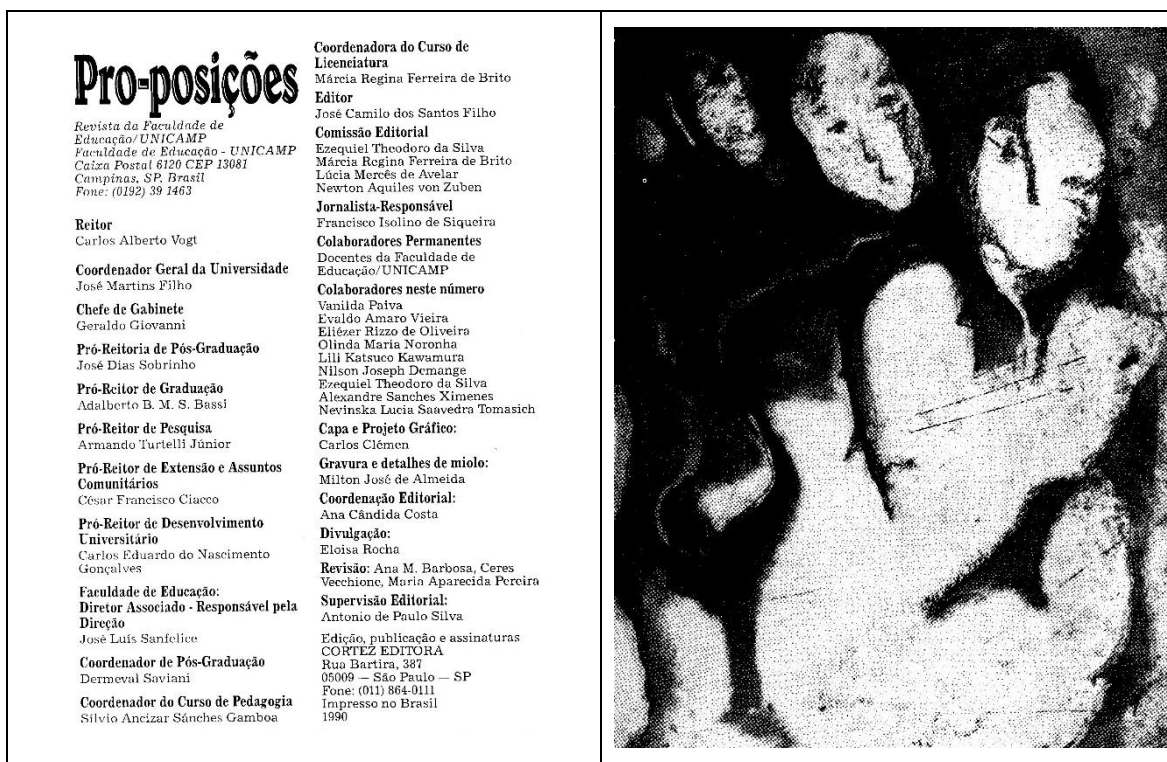 Pro-posições
Revista da Faculdade de
Educação/UNICAMP
Faculdade de Educação - UNICAMP
Caixa Postal 6120 CEP 13081
Campinas, SP, Brasil
Fone: (0192) 39 1463
Reitor
Carlos Alberto Vogt
Coordenador Geral da Universidade
José Martins Filho
Chefe de Gabinete
Geraldo Giovanni
Pró-Reitoria de Pós-Graduação
José Dias Sobrinho
Pró-Reitor de Graduação
Adalberto B. M. S. Bassi
Pró-Reitor de Pesquisa
Armando Turtelli Júnior
Pró-Reitor de Extensão e Assuntos
Comunitários
César Francisco Ciacco
Pró-Reitor de Desenvolvimento
Universitário
Carlos Eduardo do Nascimento
Gonçalves
Faculdade de Educação:
Diretor Associado - Responsável pela
Direção
José Luís Sanfelice
Coordenador de Pós-Graduação
Dermeval Saviani
Coordenador do Curso de Pedagogia
Silvio Ancizar Sánches Gamboa
Coordenadora do Curso de
Licenciatura
Márcia Regina Ferreira de Brito
Editor
José Camilo dos Santos Filho
Comissão Editorial
Ezequiel Theodoro da Silva
Márcia Regina Ferreira de Brito
Lúcia Mercês de Avelar
Newton Aquiles von Zuben
Jornalista-Responsável
Francisco Isolino de Siqueira
Colaboradores Permanentes
Docentes da Faculdade de
Educação/UNICAMP
Colaboradores neste número
Vanilda Paiva
Evaldo Amaro Vieira
Eliézer Rizzo de Oliveira
Olinda Maria Noronha
Lili Katsuco Kawamura
Nilson Joseph Demange
Ezequiel Theodoro da Silva
Alexandre Sanches Ximenes
Nevinska Lucia Saavedra Tomasich
Capa e Projeto Gráfico:
Carlos Clémen
Gravura e detalhes de miolo:
Milton José de Almeida
Coordenação Editorial:
Ana Cândida Costa
Divulgação:
Eloisa Rocha
Revisão: Ana M. Barbosa, Ceres
Vecchione, Maria Aparecida Pereira
Supervisão Editorial:
Antonio de Paulo Silva
Edição, publicação e assinaturas
CORTEZ EDITORA
Rua Bartira, 387
05009 — São Paulo — SP
Fone: (011) 864-0111
Impresso no Brasil
1990